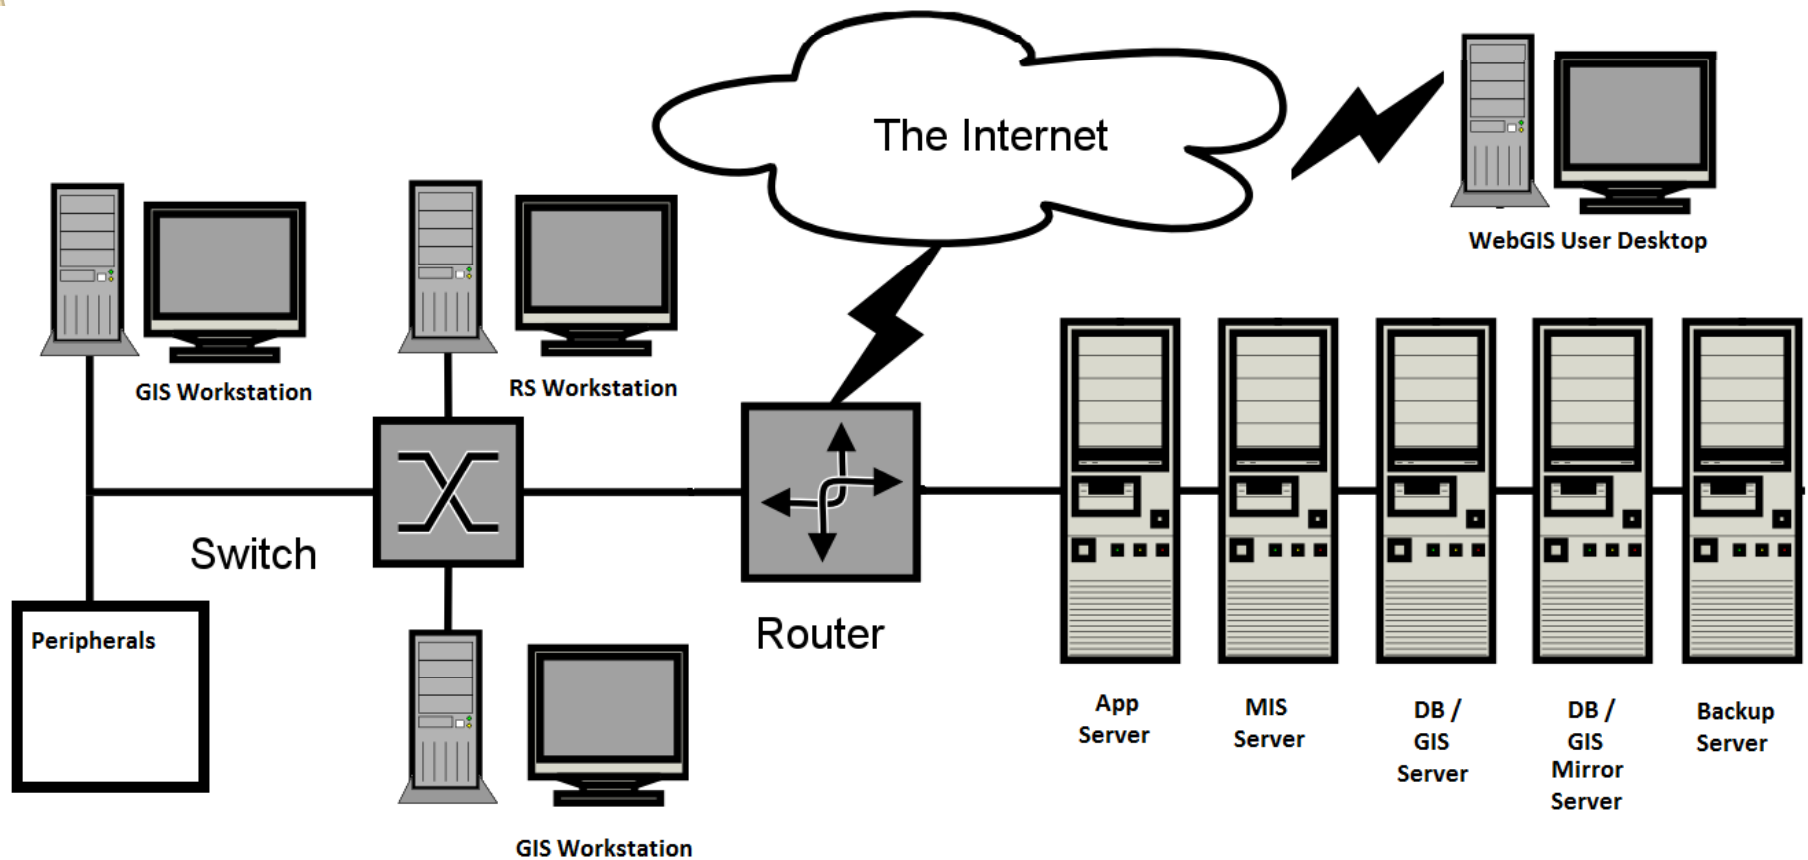 The Internet
WebGIS User Desktop
GIS Workstation
RS Workstation
Switch
Router
Peripherals
GIS Workstation
App
Server
MIS
Server
DB /
GIS
Server
DB /
GIS
Mirror
Server
Backup
Server